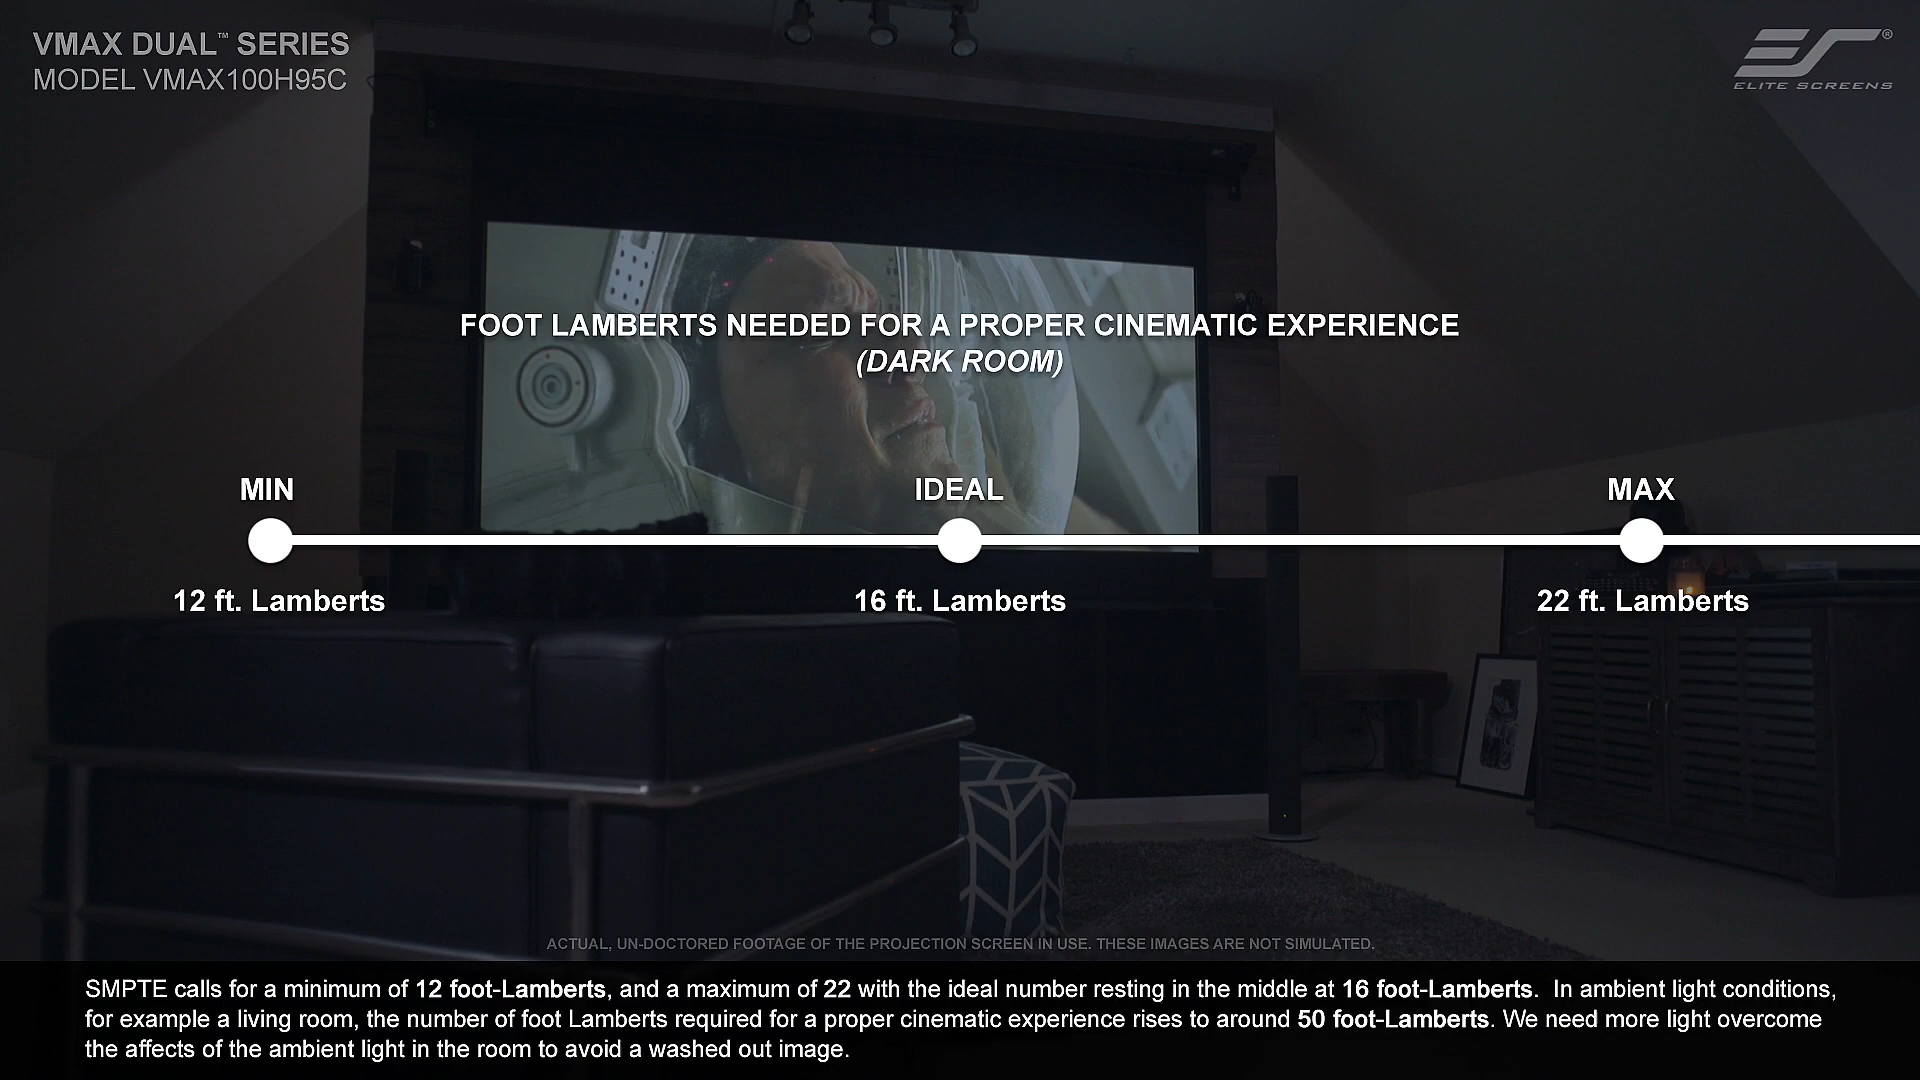 VMAX DUAL™ SERIES
MODEL VMAX100H95C
ES®
ELITE SCREENS
FOOT LAMBERTS NEEDED FOR A PROPER CINEMATIC EXPERIENCE
(DARK ROOM)
MIN
IDEAL
MAX
12 ft. Lamberts
16 ft. Lamberts
22 ft. Lamberts
ACTUAL, UN-DOCTORED FOOTAGE OF THE PROJECTION SCREEN IN USE. THESE IMAGES ARE NOT SIMULATED.
SMPTE calls for a minimum of 12 foot-Lamberts, and a maximum of 22 with the ideal number resting in the middle at 16 foot-Lamberts.  In ambient light conditions,
for example a living room, the number of foot Lamberts required for a proper cinematic experience rises to around 50 foot-Lamberts. We need more light overcome
the affects of the ambient light in the room to avoid a washed out image.